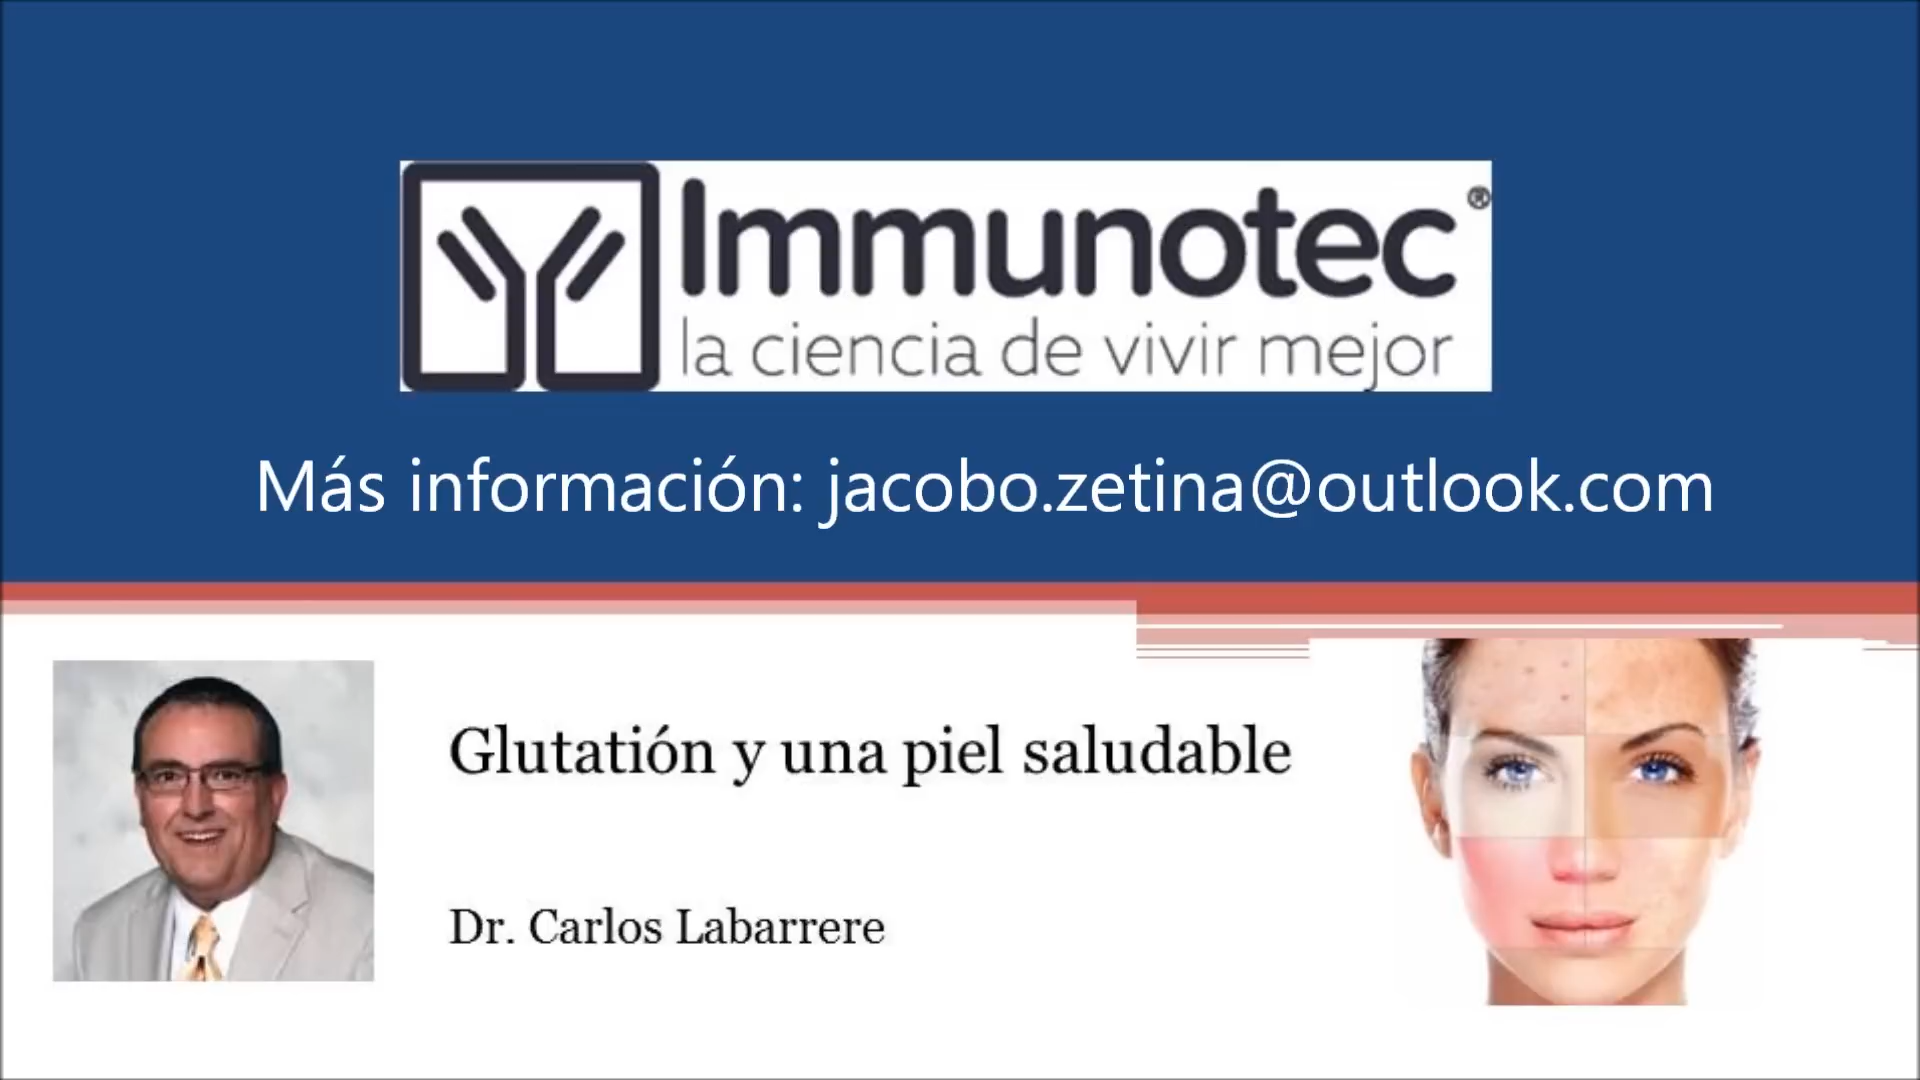 Immunotec®
la ciencia de vivir mejor
Más información: jacobo.zetina@outlook.com
Glutatión y una piel saludable
Dr. Carlos Labarrere